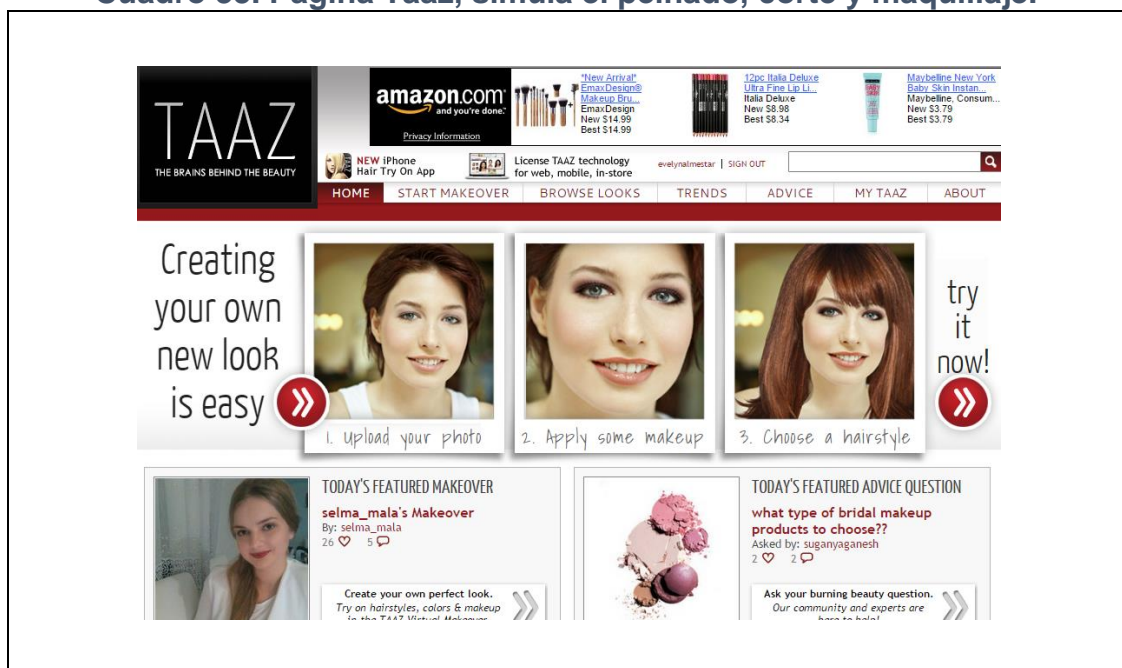 Página Taaz, simula el peinado, corte y maquillaje.
TAAZ
THE BRAINS BEHIND THE BEAUTY
amazon.com
and you're done.
Privacy Information
*New Arrival*
EmaxDesign®
Makeup Bru...
EmaxDesign
New $14.99
Best $14.99
12pc Italia Deluxe
Ultra Fine Lip Li...
Italia Deluxe
New $8.98
Best $8.34
Maybelline New York
Baby Skin Instan...
Maybelline, Consum...
New $3.79
Best $3.79
NEW iPhone
Hair Try On App
License TAAZ technology
for web, mobile, in-store
evelynalmestar | SIGN OUT
HOME START MAKEOVER BROWSE LOOKS TRENDS ADVICE MY TAAZ ABOUT
Creating
your own
new look
is easy
1. Upload your photo
2. Apply some makeup
3. Choose a hairstyle
try
it
now!
TODAY'S FEATURED MAKEOVER
selma_mala's Makeover
By: selma_mala
26 5
Create your own perfect look.
Try on hairstyles, colors & makeup
in the TAAZ Virtual Makeover
TODAY'S FEATURED ADVICE QUESTION
what type of bridal makeup
products to choose??
Asked by: suganyaganesh
2 2
Ask your burning beauty question.
Our community and experts are
here to help!